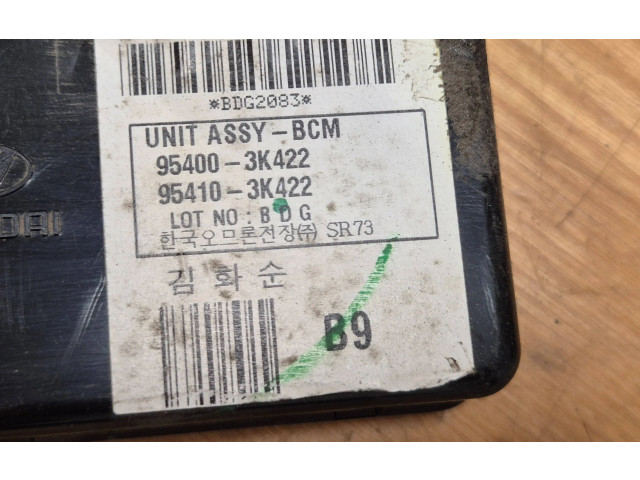 *BDG2083*
UNIT ASSY-BCM
95400-3K422
95410-3K422
LOT NO: B D G
한국오므론전장(주) SR73
김화순
B9